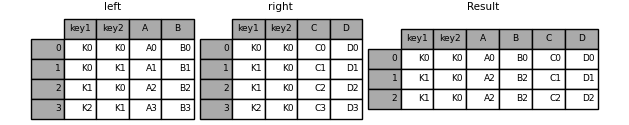 left
key1 key2 A B
0 K0 K0 A0 B0
1 K0 K1 A1 B1
2 K1 K0 A2 B2
3 K2 K1 A3 B3
right
key1 key2 C D
0 K0 K0 C0 D0
1 K1 K0 C1 D1
2 K1 K0 C2 D2
3 K2 K0 C3 D3
Result
key1 key2 A B C D
0 K0 K0 A0 B0 C0 D0
1 K1 K0 A2 B2 C1 D1
2 K1 K0 A2 B2 C2 D2